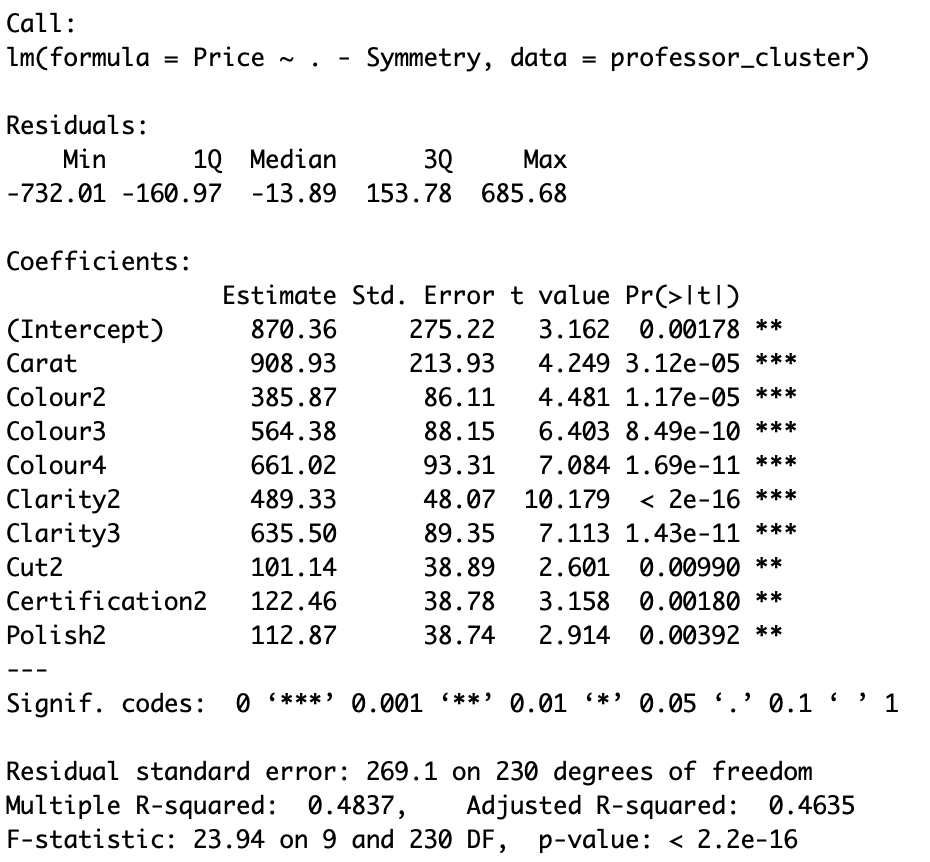 Call:
lm(formula = Price ~ . - Symmetry, data = professor_cluster)

Residuals:
    Min      1Q  Median      3Q     Max
-732.01 -160.97  -13.89  153.78  685.68

Coefficients:
               Estimate Std. Error t value Pr(>|t|)
(Intercept)      870.36     275.22   3.162  0.00178 **
Carat            908.93     213.93   4.249 3.12e-05 ***
Colour2          385.87      86.11   4.481 1.17e-05 ***
Colour3          564.38      88.15   6.403 8.49e-10 ***
Colour4          661.02      93.31   7.084 1.69e-11 ***
Clarity2         489.33      48.07  10.179  < 2e-16 ***
Clarity3         635.50      89.35   7.113 1.43e-11 ***
Cut2             101.14      38.89   2.601  0.00990 **
Certification2   122.46      38.78   3.158  0.00180 **
Polish2          112.87      38.74   2.914  0.00392 **
---
Signif. codes:  0 ‘***’ 0.001 ‘**’ 0.01 ‘*’ 0.05 ‘.’ 0.1 ‘ ’ 1

Residual standard error: 269.1 on 230 degrees of freedom
Multiple R-squared:  0.4837,	Adjusted R-squared:  0.4635
F-statistic: 23.94 on 9 and 230 DF,  p-value: < 2.2e-16